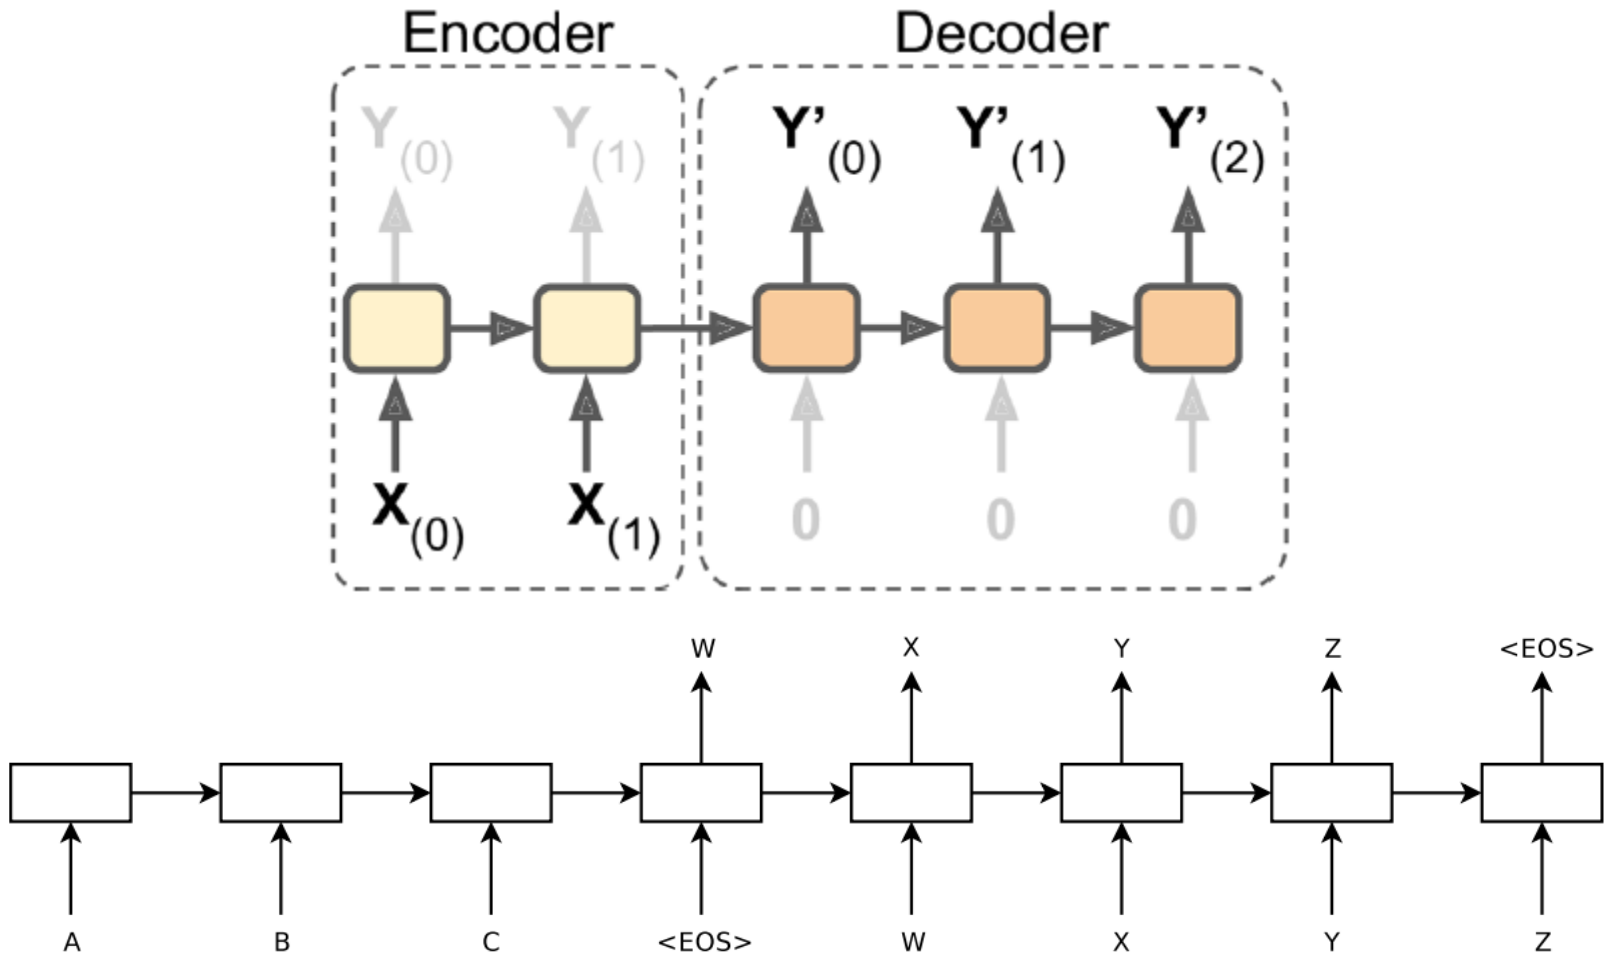 Encoder Decoder
Y(0) Y(1) Y’(0) Y’(1) Y’(2)
X(0) X(1) 0 0 0
W X Y Z <EOS>
A B C <EOS> W X Y Z